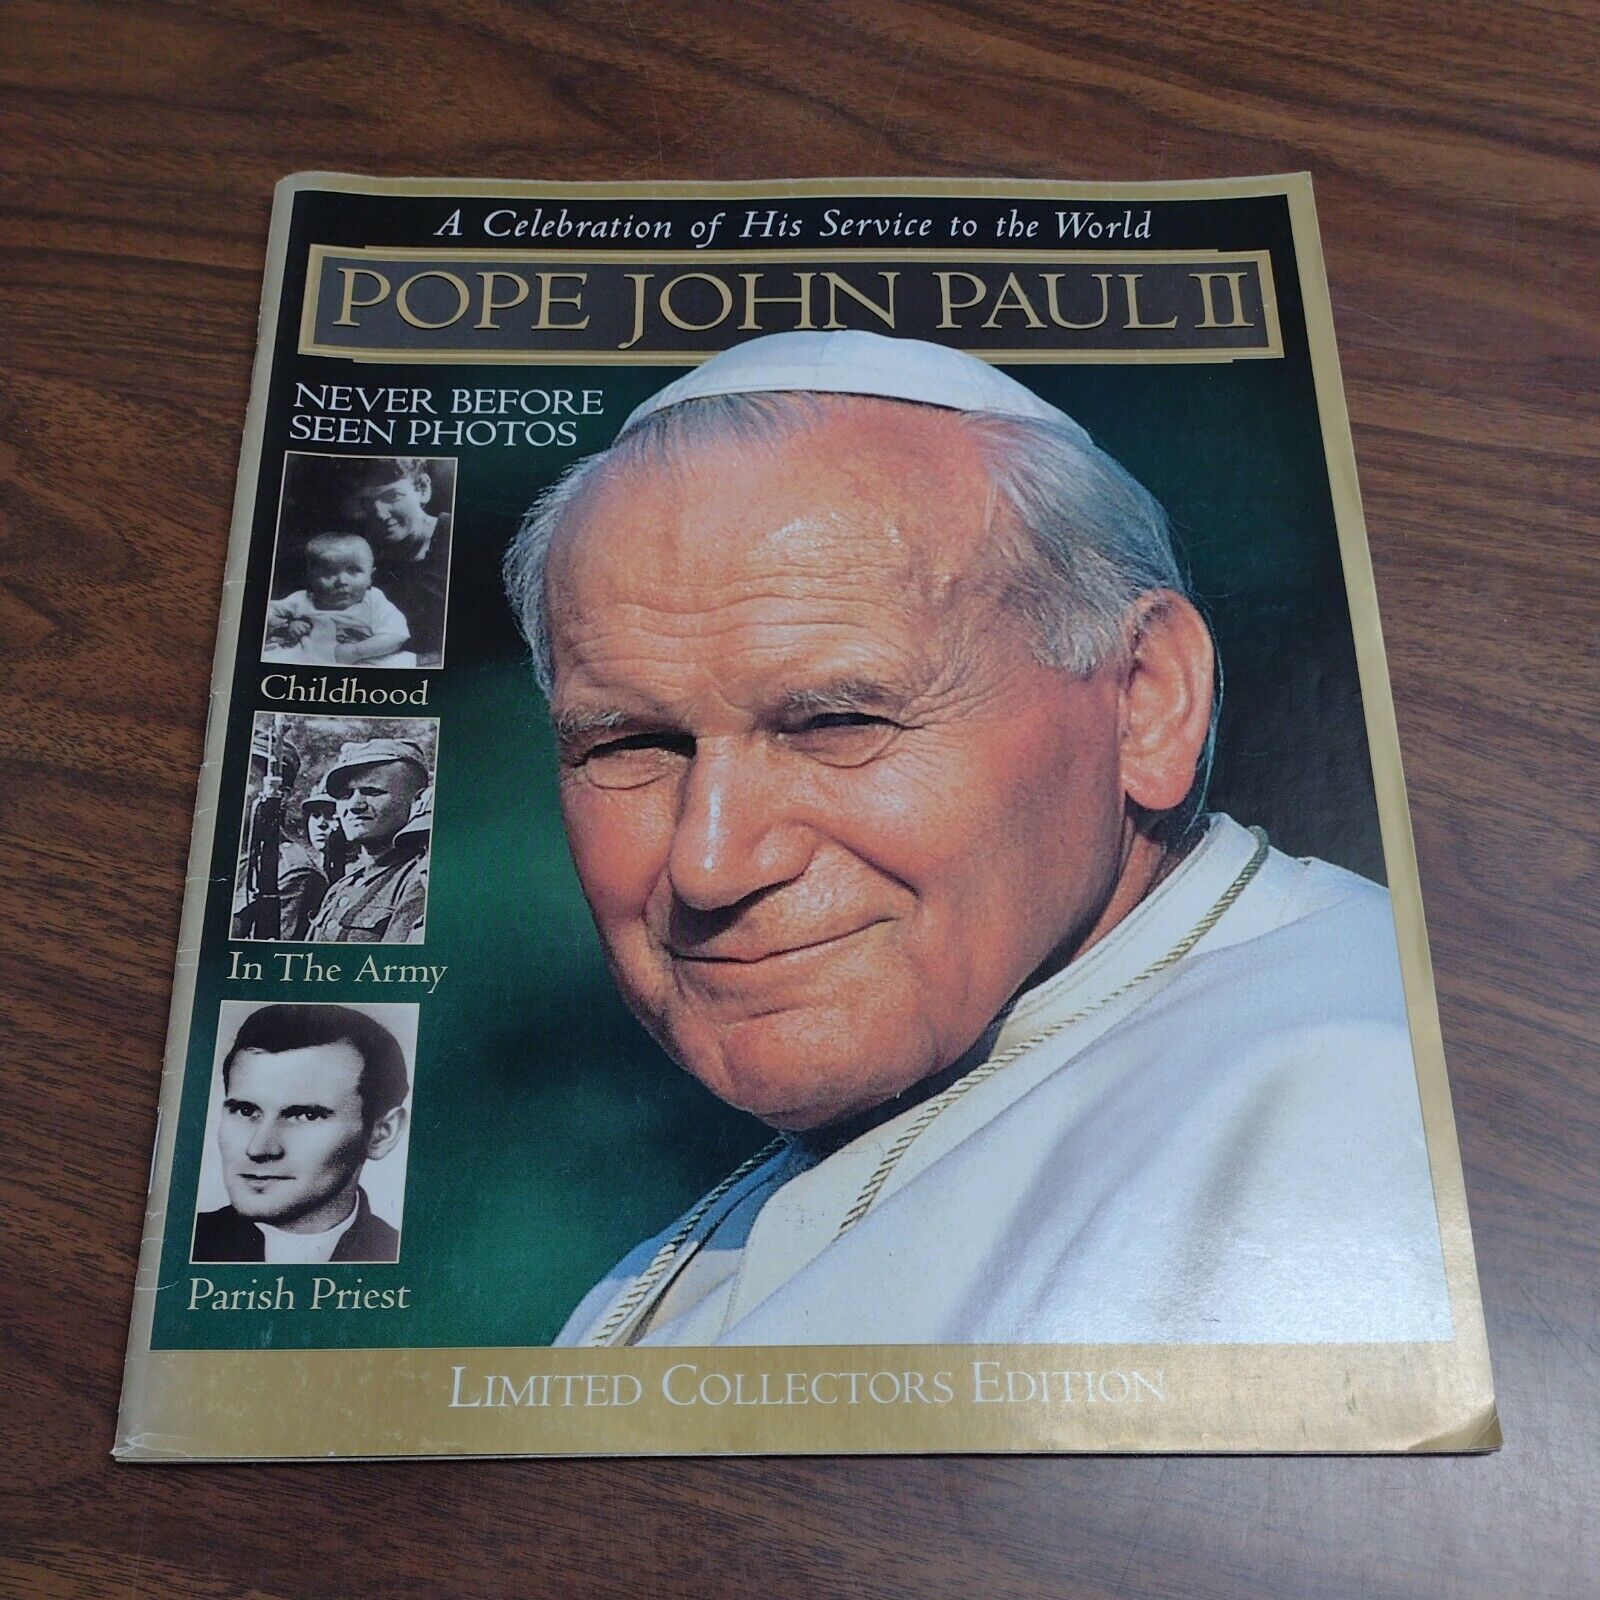 A Celebration of His Service to the World
POPE JOHN PAUL II
NEVER BEFORE
SEEN PHOTOS
Childhood
In The Army
Parish Priest
LIMITED COLLECTORS EDITION